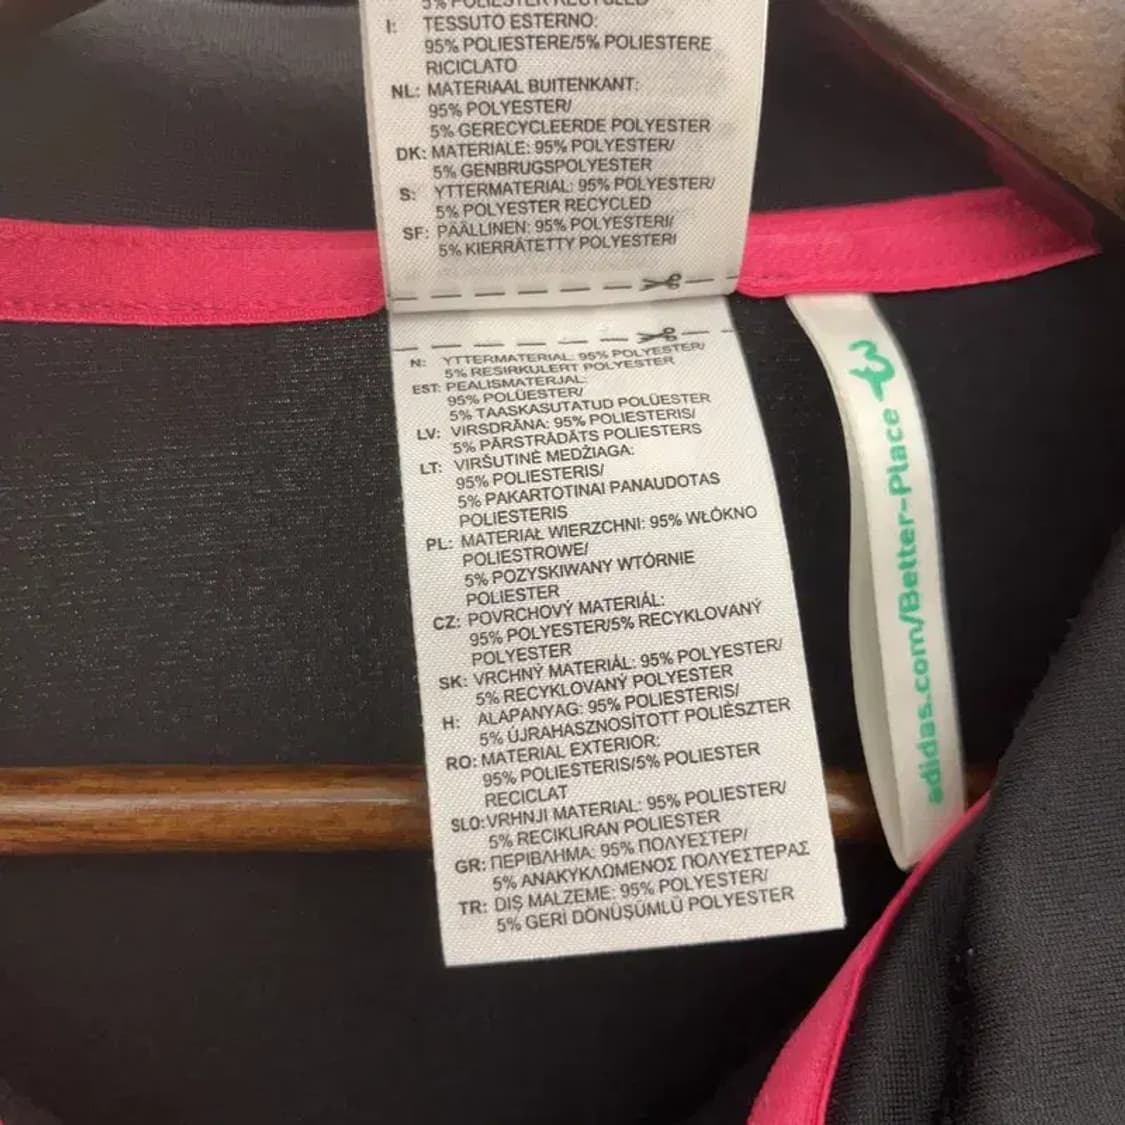 5% POLYESTER RECYCLED
I: TESSUTO ESTERNO:
95% POLIESTERE/5% POLIESTERE
RICICLATO
NL: MATERIAAL BUITENKANT:
95% POLYESTER/
5% GERECYCLEERDE POLYESTER
DK: MATERIALE: 95% POLYESTER/
5% GENBRUGSPOLYESTER
S: YTTERMATERIAL: 95% POLYESTER/
5% POLYESTER RECYCLED
SF: PÄÄLLINEN: 95% POLYESTERI/
5% KIERRÄTETTY POLYESTERI
N: YTTERMATERIAL: 95% POLYESTER/
5% RESIRKULERT POLYESTER
EST: PEALISMATERJAL:
95% POLÜESTER/
5% TAASKASUTATUD POLÜESTER
LV: VIRSDRĀNA: 95% POLIESTERIS/
5% PĀRSTRĀDĀTS POLIESTERS
LT: VIRŠUTINĖ MEDŽIAGA:
95% POLIESTERIS/
5% PAKARTOTINAI PANAUDOTAS
POLIESTERIS
PL: MATERIAŁ WIERZCHNI: 95% WŁÓKNO
POLIESTROWE/
5% POZYSKIWANY WTÓRNIE
POLIESTER
CZ: POVRCHOVÝ MATERIÁL:
95% POLYESTER/5% RECYKLOVANÝ
POLYESTER
SK: VRCHNÝ MATERIÁL: 95% POLYESTER/
5% RECYKLOVANÝ POLYESTER
H: ALAPANYAG: 95% POLIESTERIS/
5% ÚJRAHASZNOSÍTOTT POLIÉSZTER
RO: MATERIAL EXTERIOR:
95% POLIESTERIS/5% POLIESTER
RECICLAT
SLO: VRHNJI MATERIAL: 95% POLIESTER/
5% RECIKLIRAN POLIESTER
GR: ΠΕΡΙΒΛΗΜΑ: 95% ΠΟΛΥΕΣΤΕΡ/
5% ΑΝΑΚΥΚΛΩΜΕΝΟΣ ΠΟΛΥΕΣΤΕΡΑΣ
TR: DIŞ MALZEME: 95% POLYESTER/
5% GERİ DÖNÜŞÜMLÜ POLYESTER
adidas.com/Better-Place